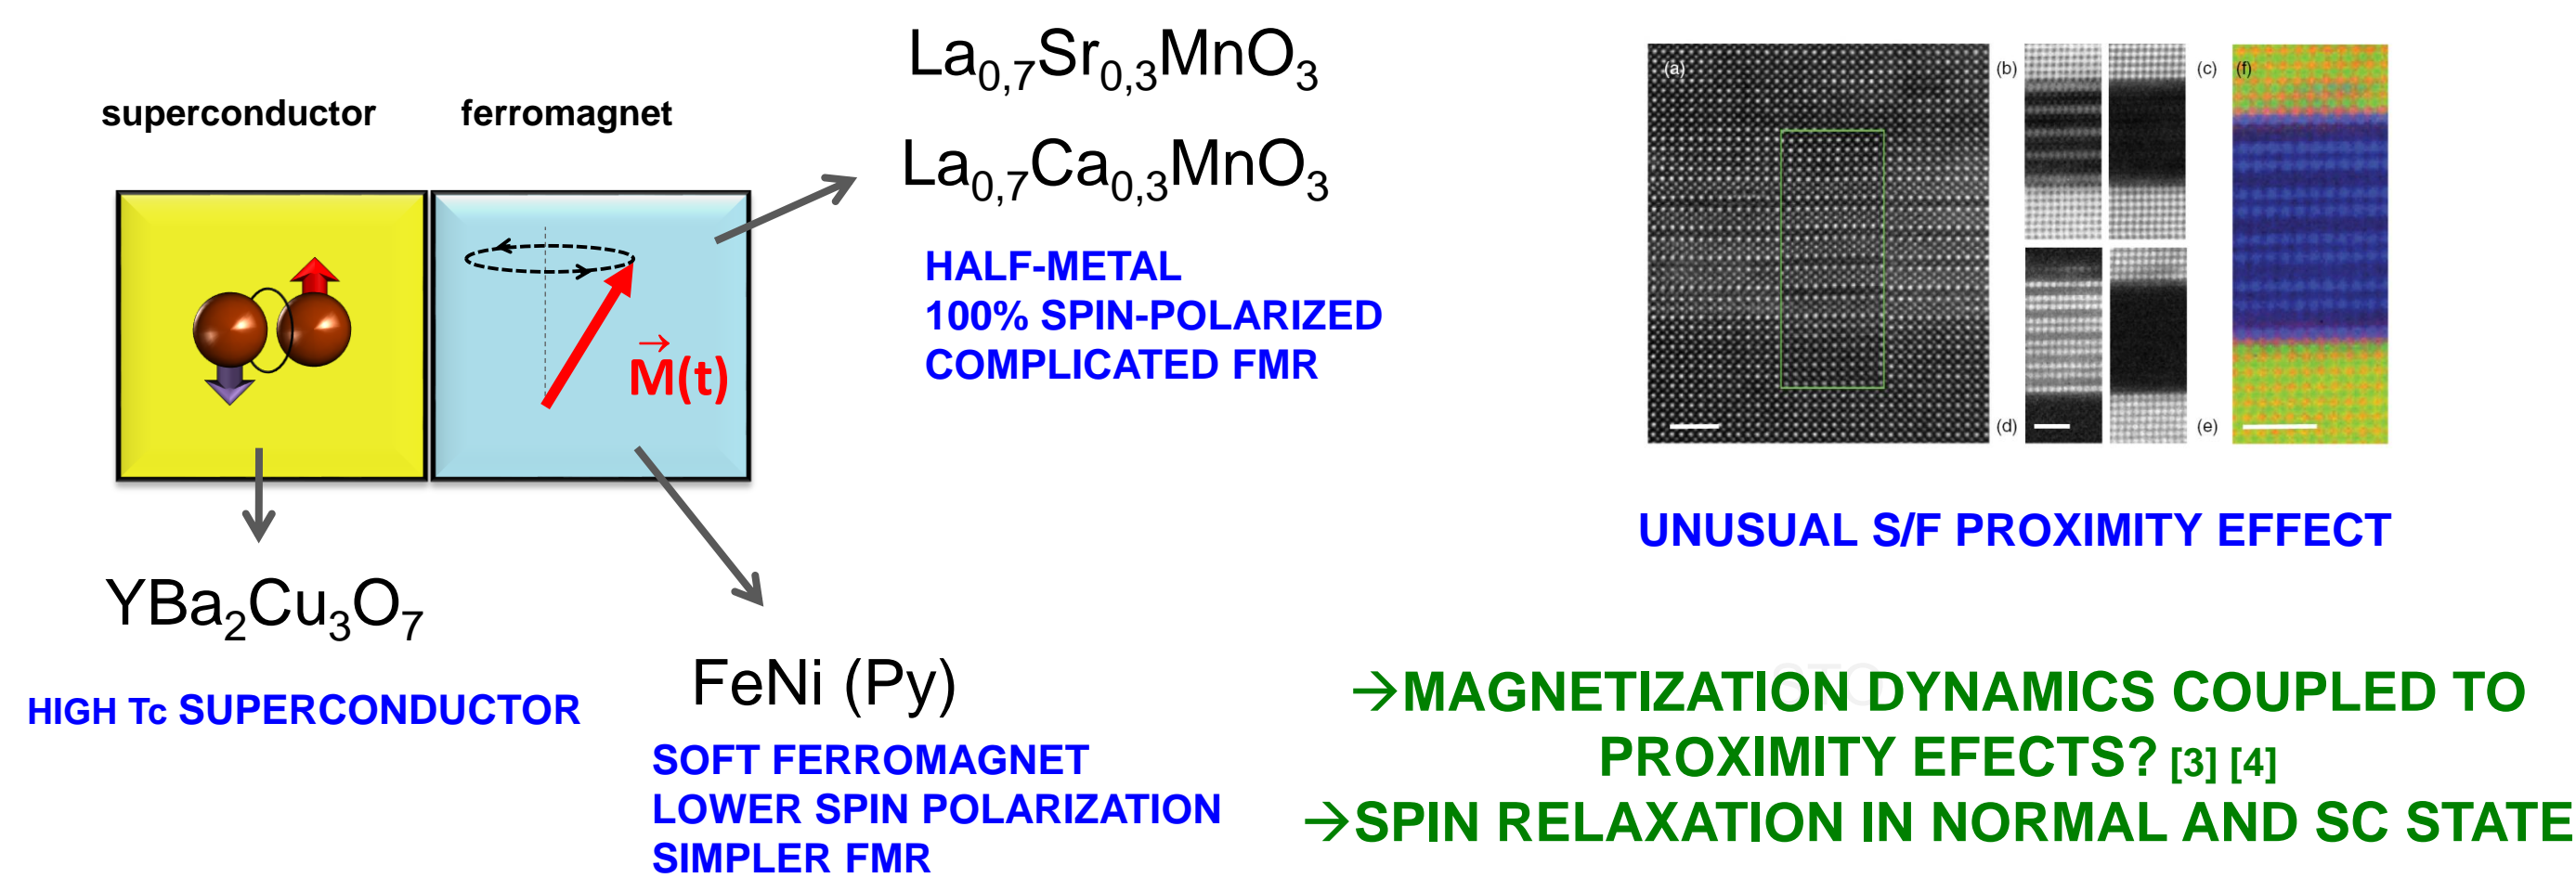 superconductor
ferromagnet
M(t)
YBa₂Cu₃O₇
HIGH Tc SUPERCONDUCTOR
La₀,₇Sr₀,₃MnO₃
La₀,₇Ca₀,₃MnO₃
HALF-METAL
100% SPIN-POLARIZED
COMPLICATED FMR
FeNi (Py)
SOFT FERROMAGNET
LOWER SPIN POLARIZATION
SIMPLER FMR
(a)
(b)
(c)
(f)
(d)
(e)
UNUSUAL S/F PROXIMITY EFFECT
STO
→MAGNETIZATION DYNAMICS COUPLED TO
PROXIMITY EFECTS? [3] [4]
→SPIN RELAXATION IN NORMAL AND SC STATE